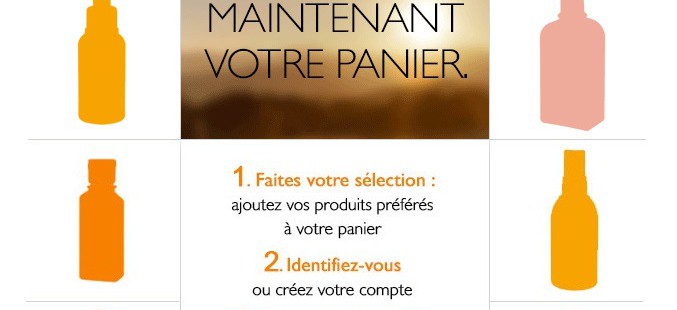 MAINTENANT
VOTRE PANIER.
1. Faites votre sélection :
ajoutez vos produits préférés
à votre panier
2. Identifiez-vous
ou créez votre compte